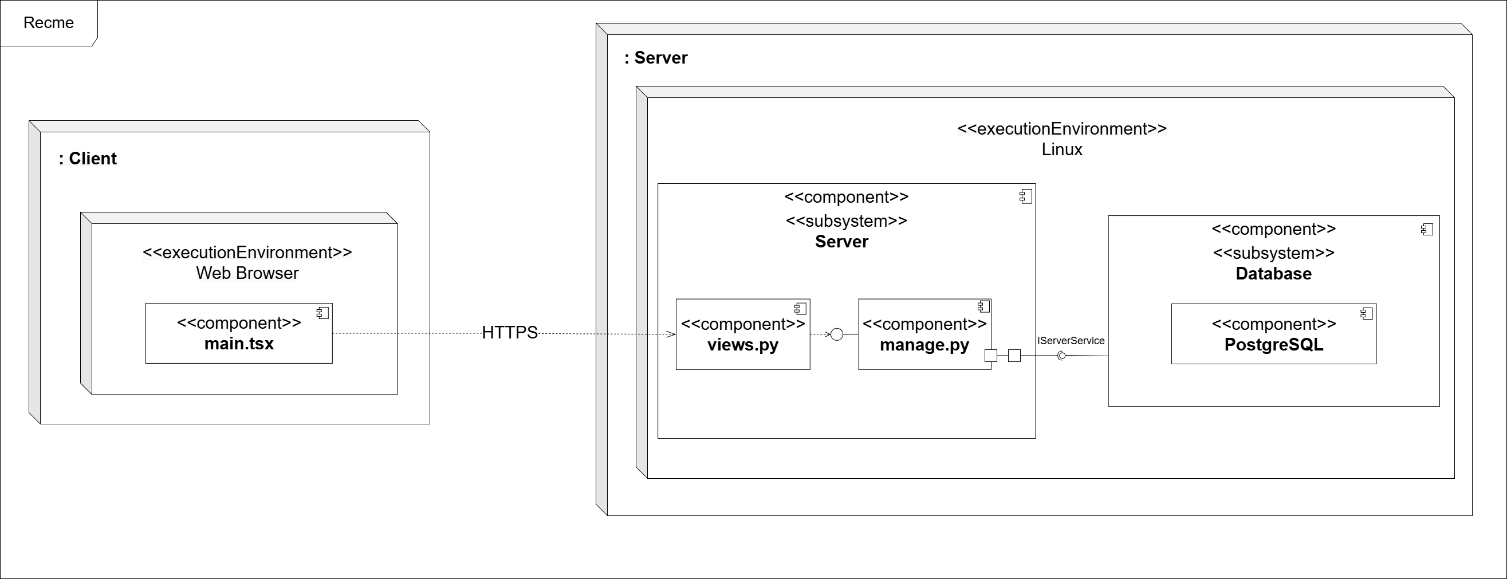 Recme
: Server
<<executionEnvironment>>
Linux
: Client
<<component>>
<<subsystem>>
Server
<<component>>
<<subsystem>>
Database
<<executionEnvironment>>
Web Browser
<<component>>
main.tsx
HTTPS
<<component>>
views.py
<<component>>
manage.py
IServerService
<<component>>
PostgreSQL